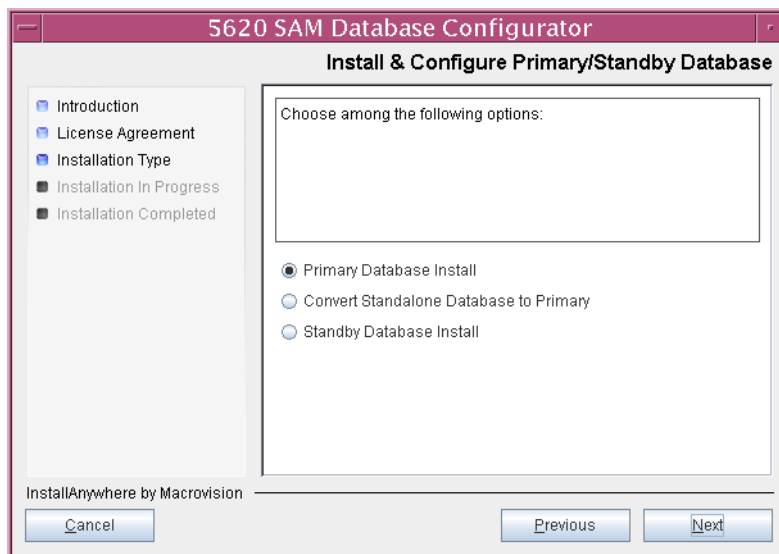 5620 SAM Database Configurator
Install & Configure Primary/Standby Database
Introduction
License Agreement
Installation Type
Installation In Progress
Installation Completed
Choose among the following options:
Primary Database Install
Convert Standalone Database to Primary
Standby Database Install
InstallAnywhere by Macrovision
Cancel
Previous
Next